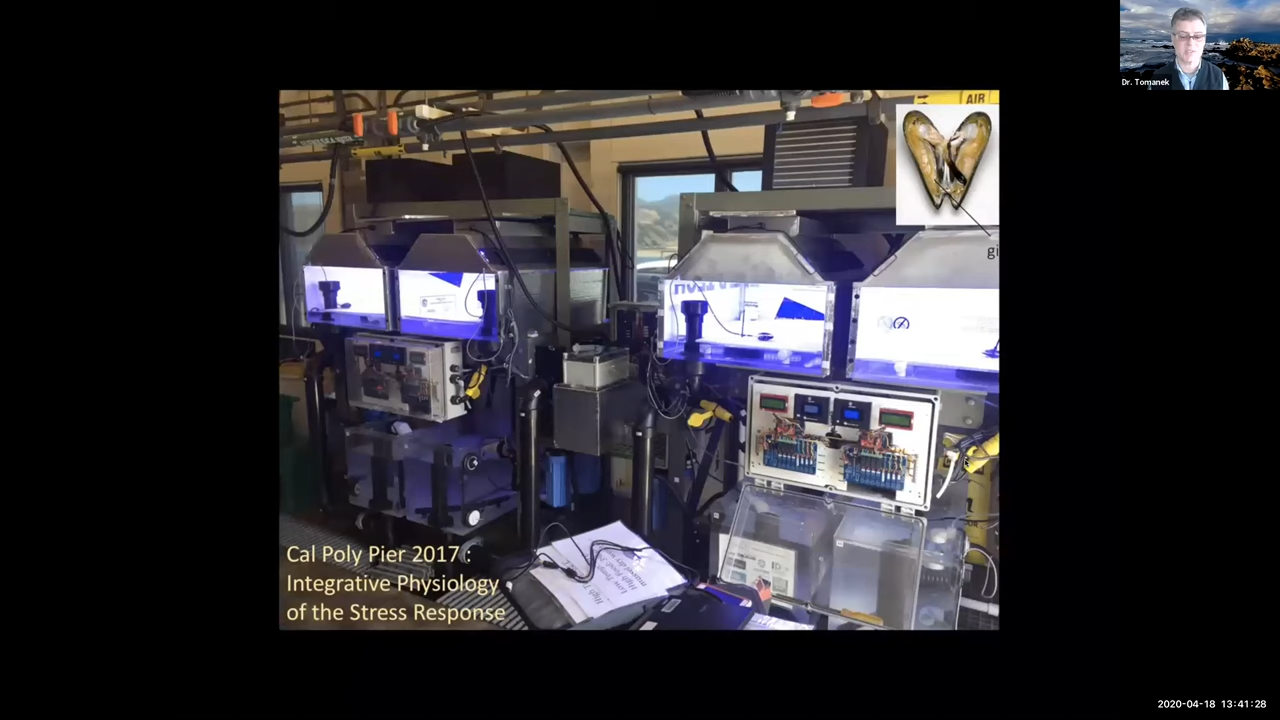 Dr. Tomanek
AIR
gi
Cal Poly Pier 2017 :
Integrative Physiology
of the Stress Response
2020-04-18 13:41:28